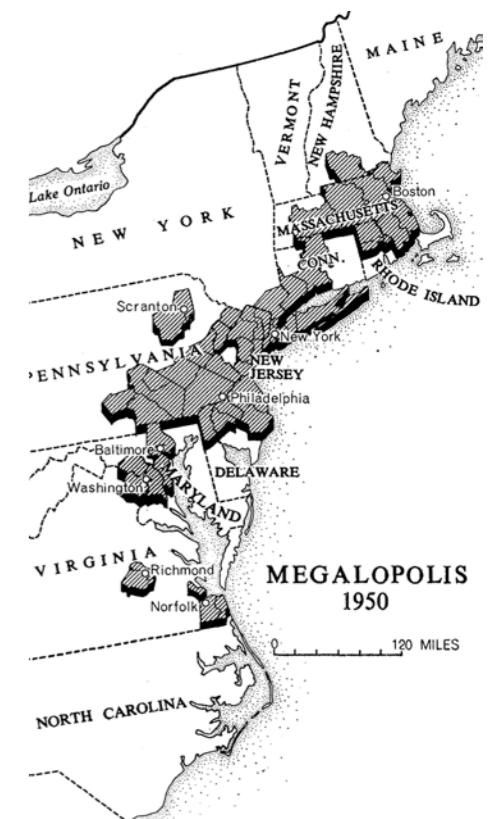 MAINE
VERMONT
NEW HAMPSHIRE
Lake Ontario
NEW YORK
Boston
MASSACHUSETTS
CONN.
RHODE ISLAND
Scranton
New York
PENNSYLVANIA
NEW
JERSEY
Philadelphia
Baltimore
DELAWARE
Washington
MARYLAND
VIRGINIA
Richmond
Norfolk
MEGALOPOLIS
1950
0 120 MILES
NORTH CAROLINA